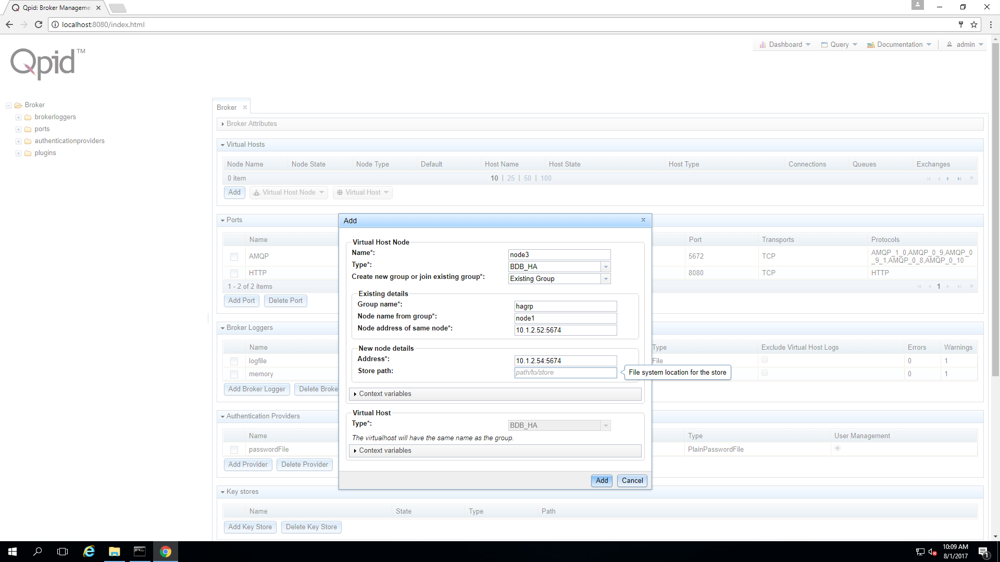 Qpid: Broker Manageme
localhost:8080/index.html
Dashboard Query Documentation admin
Qpid TM
Broker
brokerloggers
ports
authenticationproviders
plugins
Broker
Broker Attributes
Virtual Hosts
Node Name Node State Node Type Default Host Name Host State Host Type Connections Queues Exchanges
0 item 10 | 25 | 50 | 100
Add Virtual Host Node Virtual Host
Ports
Name Port Transports Protocols
AMQP 5672 TCP AMQP_1_0,AMQP_0_9,AMQP_0
_9_1,AMQP_0_8,AMQP_0_10
HTTP 8080 TCP HTTP
1 - 2 of 2 items 1
Add Port Delete Port
Broker Loggers
Name Type Exclude Virtual Host Logs Errors Warnings
logfile File 0 1
memory 0 1
Add Broker Logger Delete Broke
Authentication Providers
Name Type User Management
passwordFile PlainPasswordFile
Add Provider Delete Provider
Key stores
Name State Type Path
Add Key Store Delete Key Store
Add
Virtual Host Node
Name*: node3
Type*: BDB_HA
Create new group or join existing group*: Existing Group
Existing details
Group name*: hagrp
Node name from group*: node1
Node address of same node*: 10.1.2.52:5674
New node details
Address*: 10.1.2.54:5674
Store path: path/to/store
File system location for the store
Context variables
Virtual Host
Type*: BDB_HA
The virtualhost will have the same name as the group.
Context variables
Add Cancel
10:09 AM
8/1/2017
1